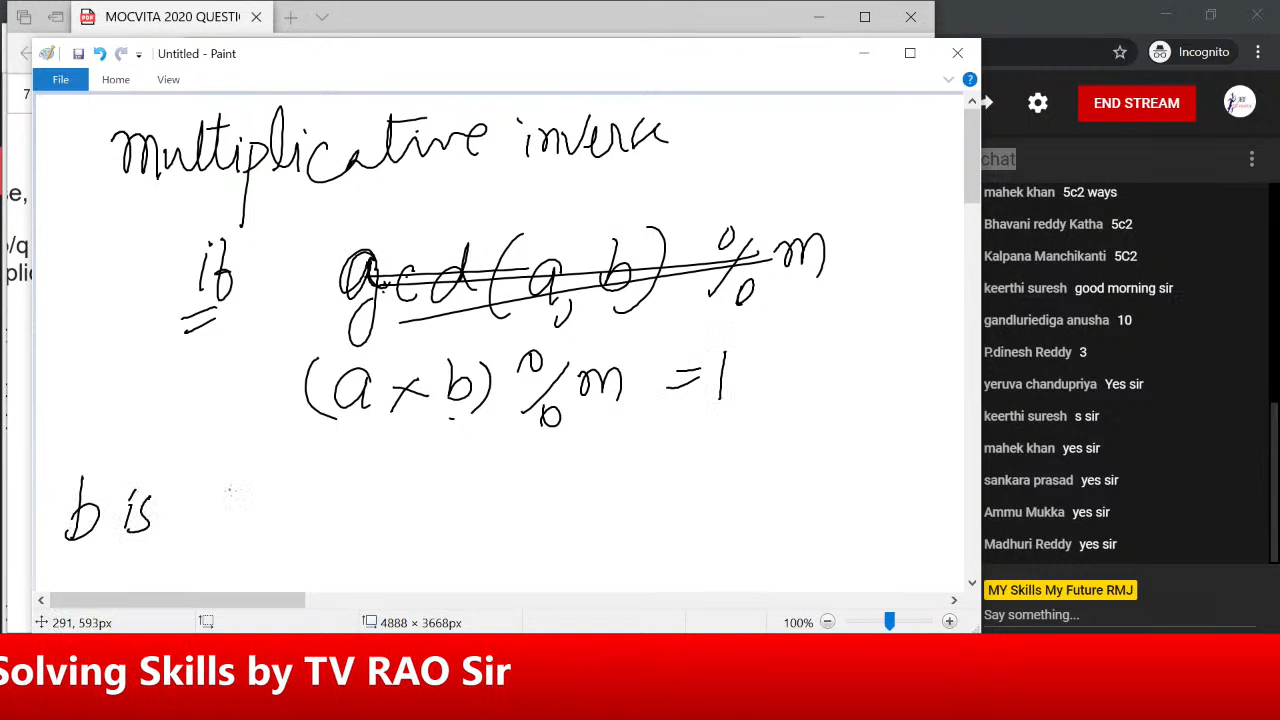 MOCVITA 2020 QUESTI
Untitled - Paint
Incognito
File Home View
7
END STREAM
multiplicative inverse
chat
mahek khan 5c2 ways
se,
Bhavani reddy Katha 5c2
if gcd(a, b) % m
Kalpana Manchikanti 5C2
o/q
keerthi suresh good morning sir
plic
gandluriediga anusha 10
P.dinesh Reddy 3
(a × b) % m = 1
yeruva chandupriya Yes sir
keerthi suresh s sir
mahek khan yes sir
sankara prasad yes sir
b is
Ammu Mukka yes sir
Madhuri Reddy yes sir
MY Skills My Future RMJ
Say something...
291, 593px 4888 × 3668px 100%
Solving Skills by TV RAO Sir